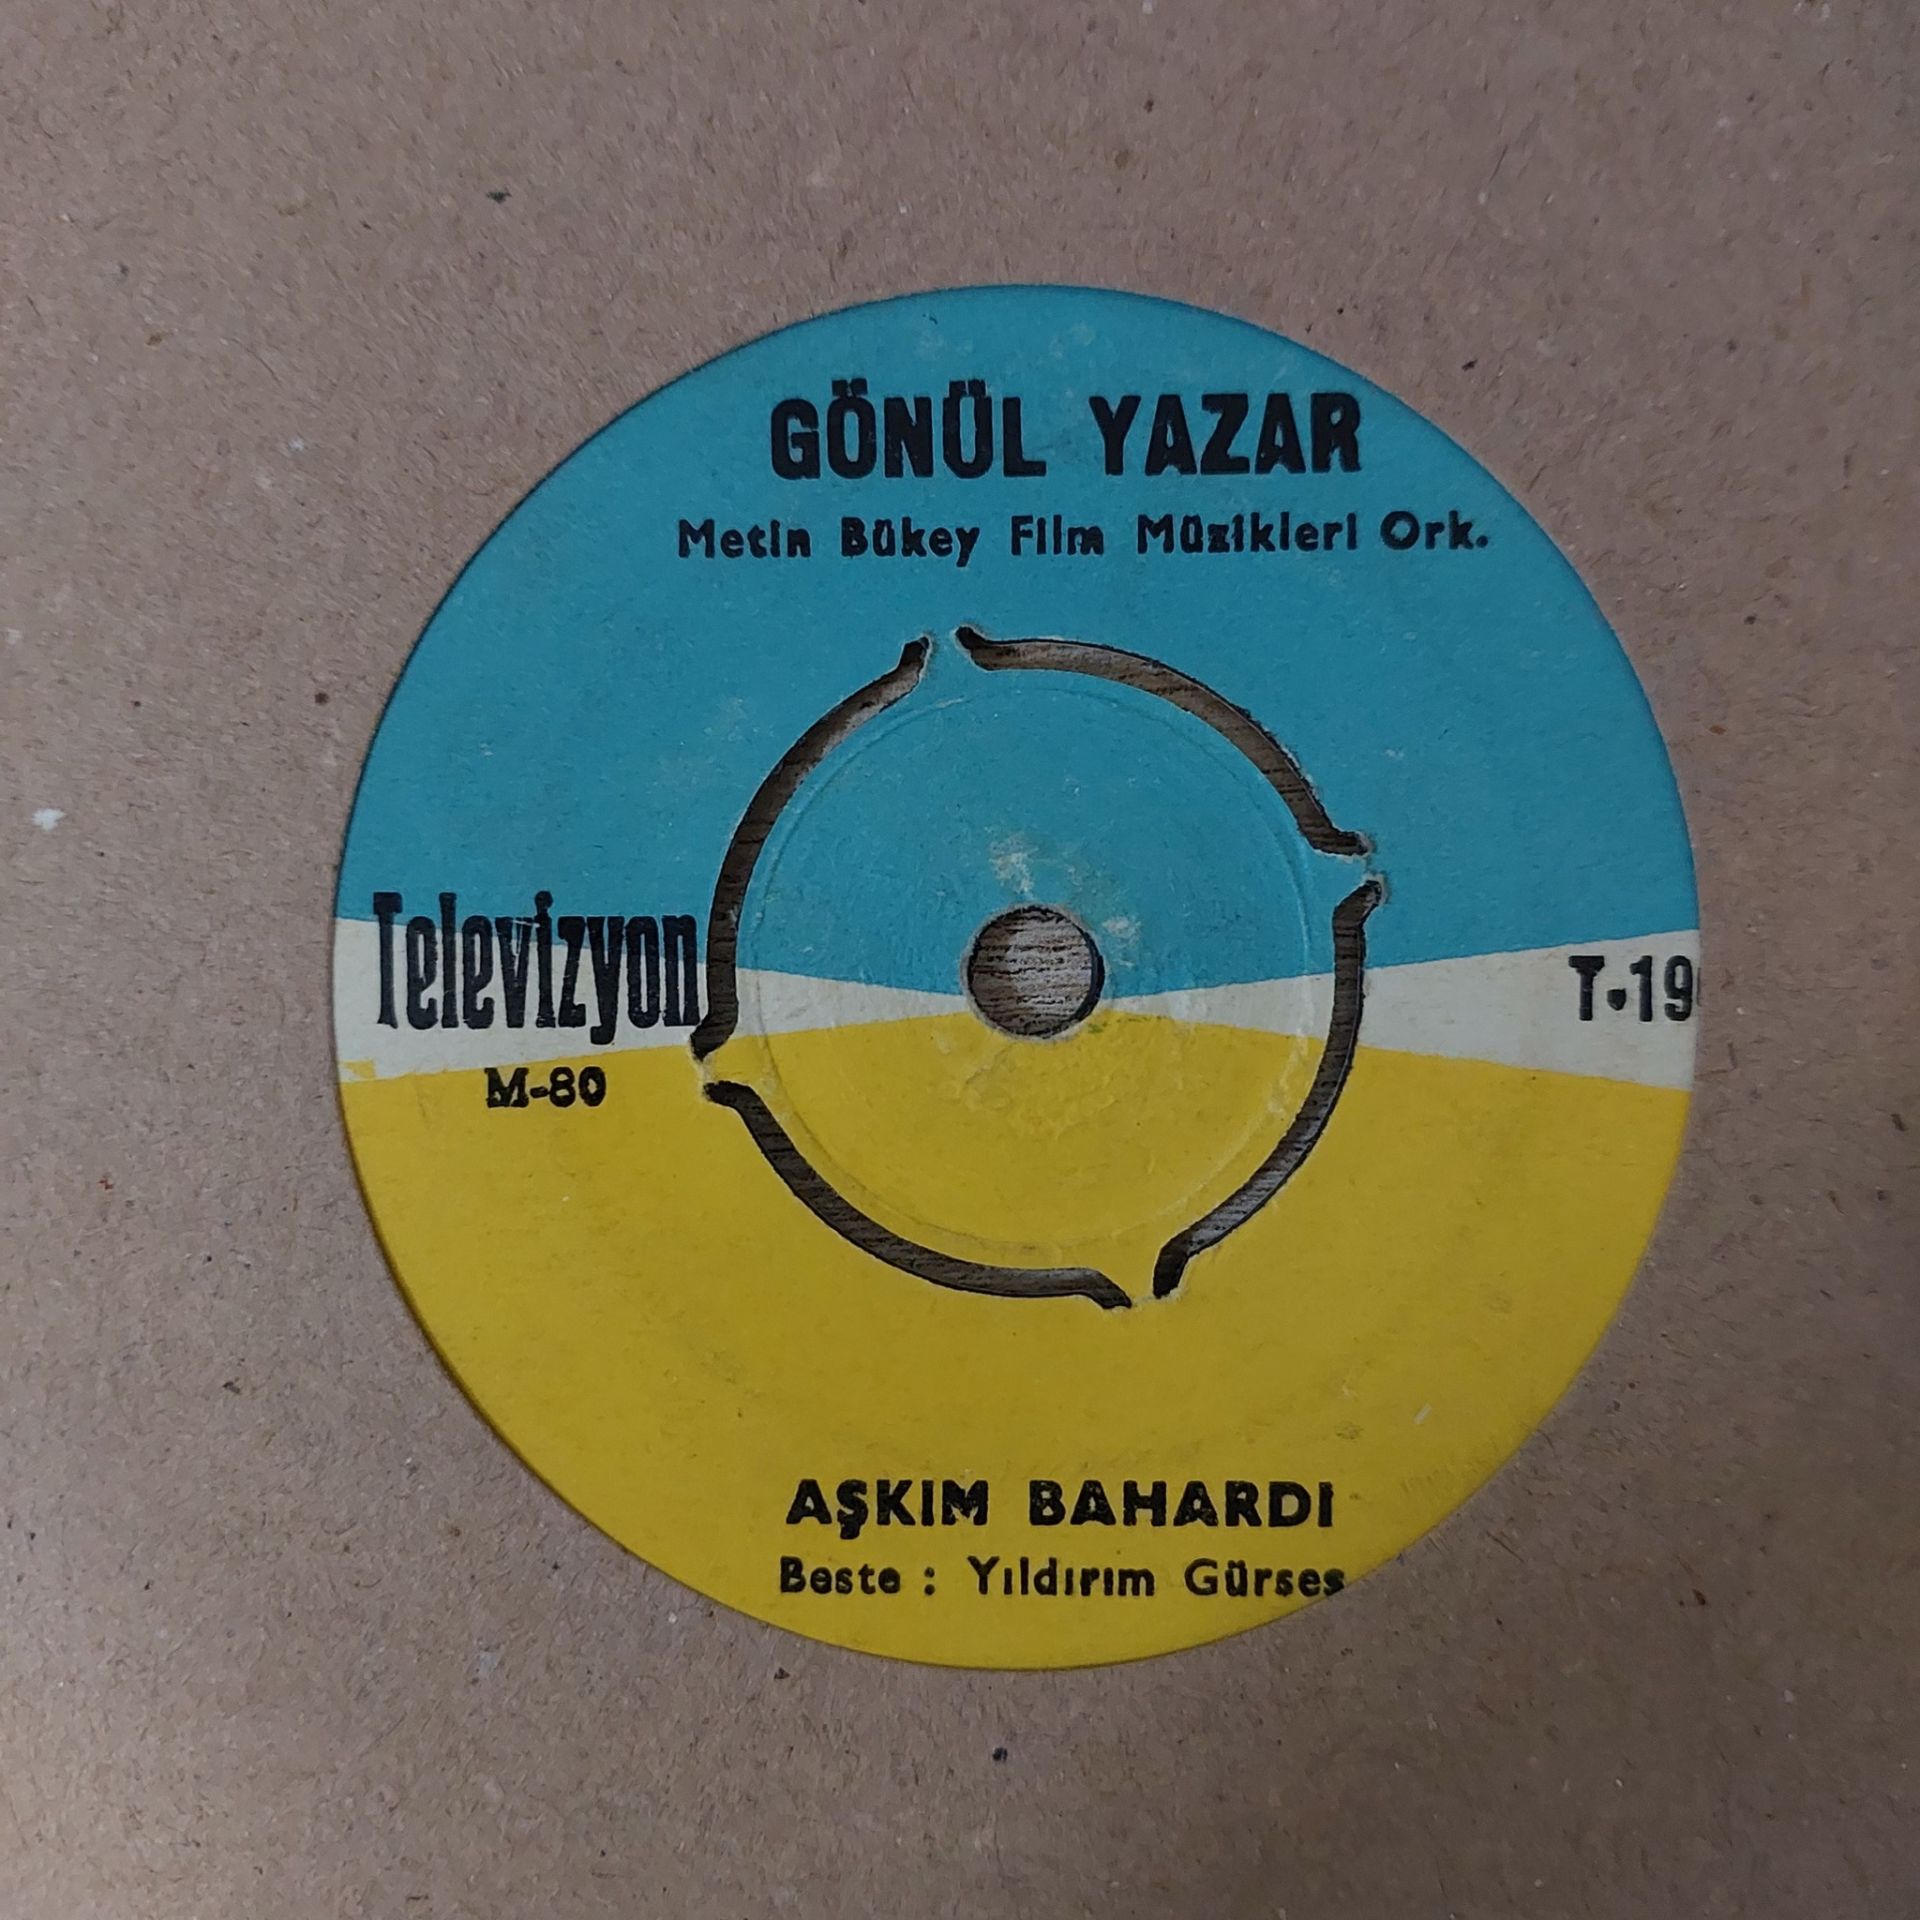 GÖNÜL YAZAR
Metin Bükey Film Müzikleri Ork.
Televizyon
M-80
AŞKIM BAHARDI
Beste : Yıldırım Gürses